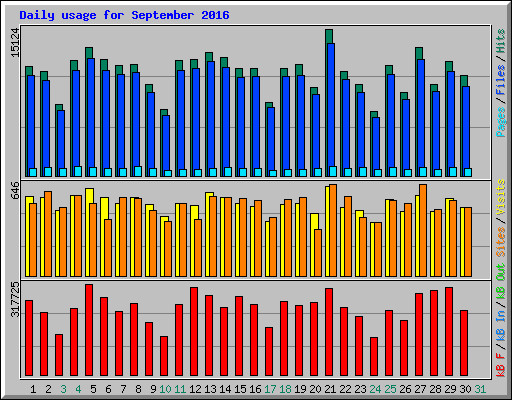 Daily usage for September 2016
15124
Pages / Files / Hits
646
kB F / kB In / kB Out Sites / Visits
317725
1 2 3 4 5 6 7 8 9 10 11 12 13 14 15 16 17 18 19 20 21 22 23 24 25 26 27 28 29 30 31